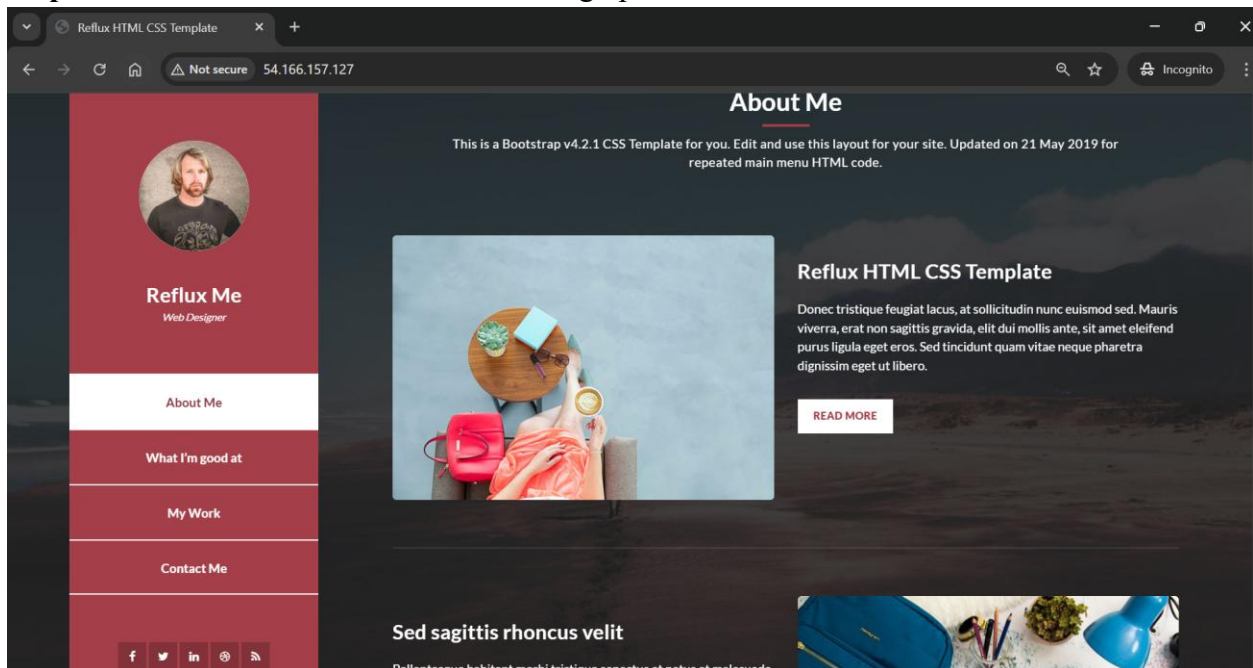 Reflux HTML CSS Template
Not secure 54.166.157.127
Incognito
Reflux Me
Web Designer
About Me
What I'm good at
My Work
Contact Me
About Me
This is a Bootstrap v4.2.1 CSS Template for you. Edit and use this layout for your site. Updated on 21 May 2019 for
repeated main menu HTML code.
Reflux HTML CSS Template
Donec tristique feugiat lacus, at sollicitudin nunc euismod sed. Mauris
viverra, erat non sagittis gravida, elit dui mollis ante, sit amet eleifend
purus ligula eget eros. Sed tincidunt quam vitae neque pharetra
dignissim eget ut libero.
READ MORE
Sed sagittis rhoncus velit